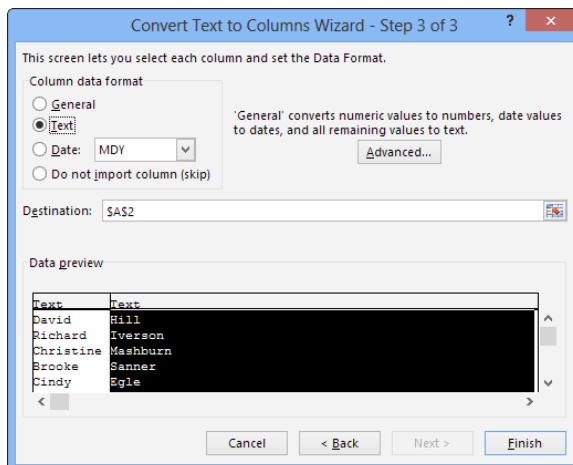 Convert Text to Columns Wizard - Step 3 of 3 ? ×
This screen lets you select each column and set the Data Format.
Column data format
General
Text
Date: MDY
Do not import column (skip)
'General' converts numeric values to numbers, date values
to dates, and all remaining values to text.
Advanced...
Destination: $A$2
Data preview
Text Text
David Hill
Richard Iverson
Christine Mashburn
Brooke Sanner
Cindy Egle
Cancel < Back Next > Finish